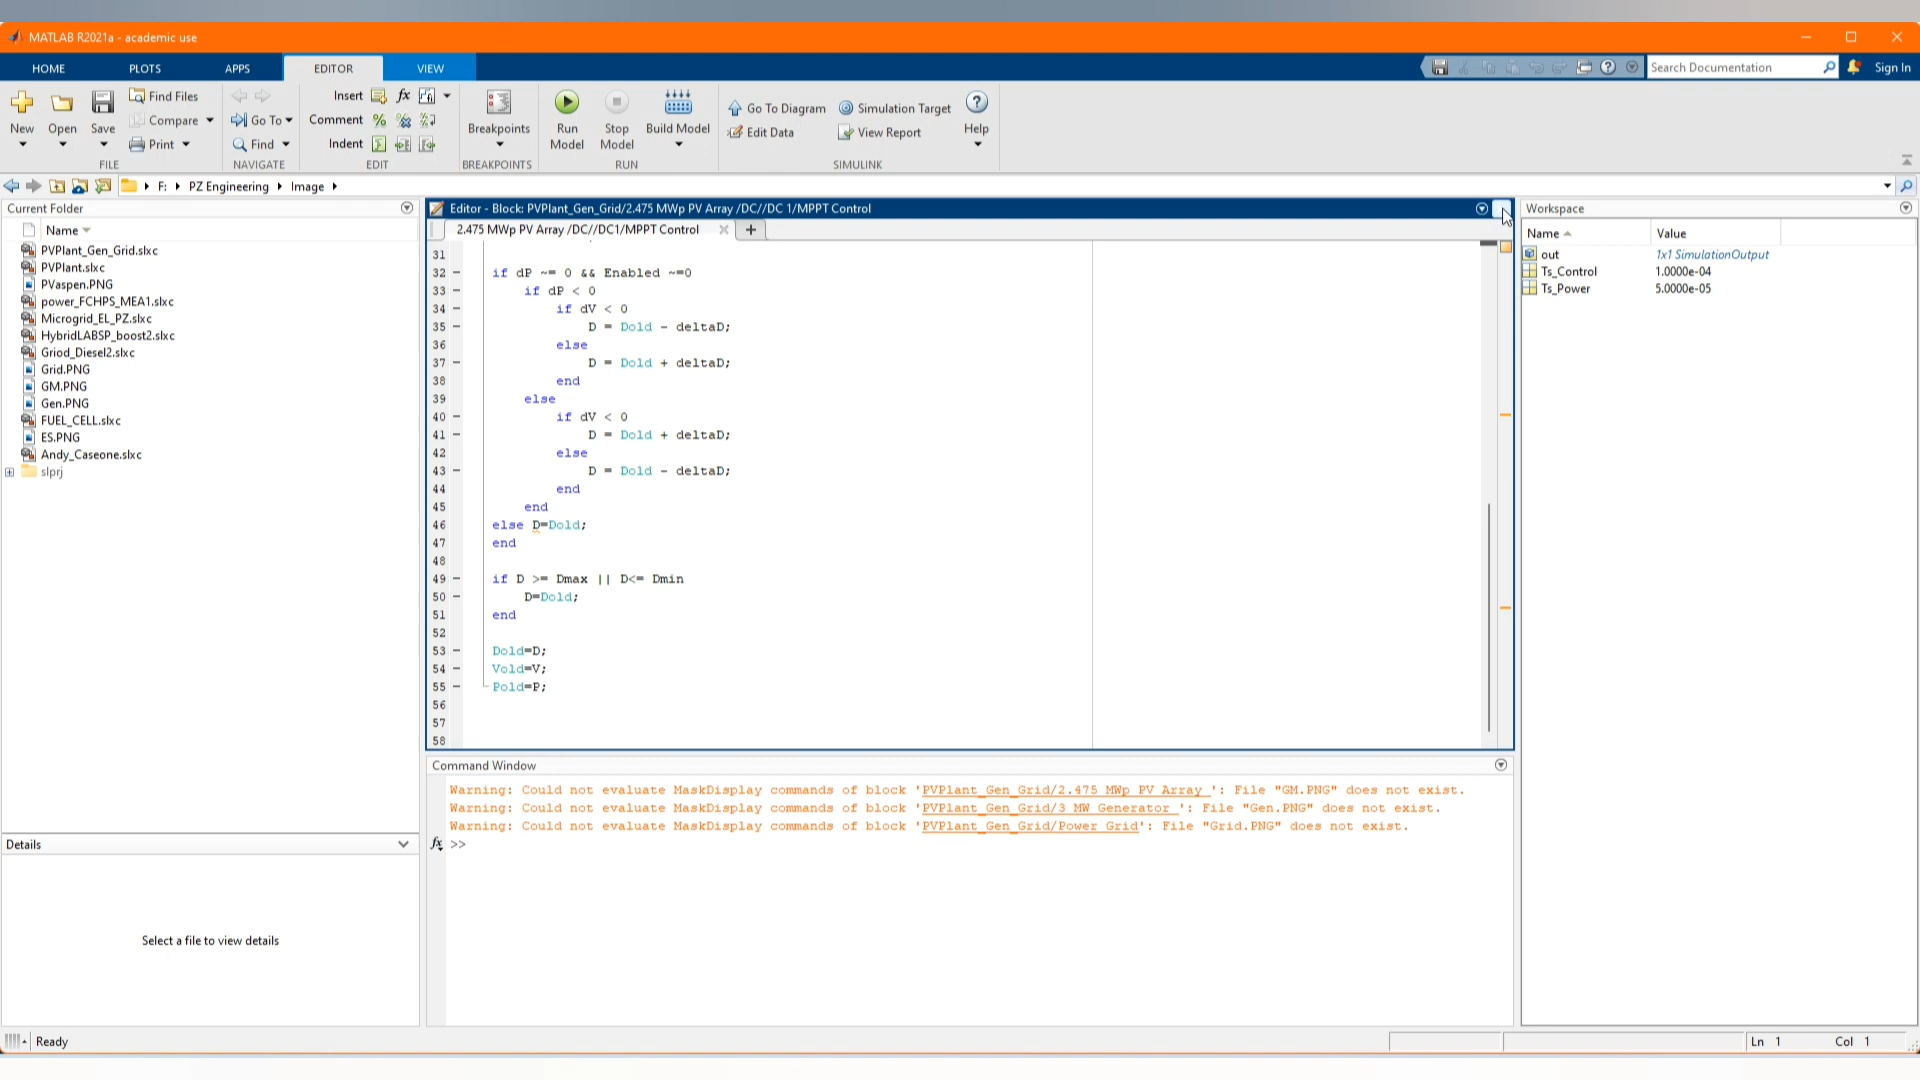 MATLAB R2021a - academic use
HOME PLOTS APPS EDITOR VIEW
Search Documentation
Sign In
New Open Save
Find Files
Compare
Print
FILE
Go To
Find
NAVIGATE
Insert fx
Comment %
Indent
EDIT
Breakpoints
BREAKPOINTS
Run Model
Stop Model
Build Model
RUN
Go To Diagram Simulation Target
Edit Data View Report
Help
SIMULINK
F: PZ Engineering Image
Current Folder
Name
PVPlant_Gen_Grid.slxc
PVPlant.slxc
PVaspen.PNG
power_FCHPS_MEA1.slxc
Microgrid_EL_PZ.slxc
HybridLABSP_boost2.slxc
Griod_Diesel2.slxc
Grid.PNG
GM.PNG
Gen.PNG
FUEL_CELL.slxc
ES.PNG
Andy_Caseone.slxc
slprj
Details
Select a file to view details
Editor - Block: PVPlant_Gen_Grid/2.475 MWp PV Array /DC//DC 1/MPPT Control
2.475 MWp PV Array /DC//DC1/MPPT Control
31
32 – if dP ~= 0 && Enabled ~=0
33 – if dP < 0
34 – if dV < 0
35 – D = Dold - deltaD;
36 else
37 – D = Dold + deltaD;
38 end
39 else
40 – if dV < 0
41 – D = Dold + deltaD;
42 else
43 – D = Dold - deltaD;
44 end
45 end
46 else D=Dold;
47 end
48
49 – if D >= Dmax || D<= Dmin
50 – D=Dold;
51 end
52
53 – Dold=D;
54 – Vold=V;
55 – Pold=P;
56
57
58
Command Window
Warning: Could not evaluate MaskDisplay commands of block 'PVPlant_Gen_Grid/2.475 MWp PV Array ': File "GM.PNG" does not exist.
Warning: Could not evaluate MaskDisplay commands of block 'PVPlant_Gen_Grid/3 MW Generator ': File "Gen.PNG" does not exist.
Warning: Could not evaluate MaskDisplay commands of block 'PVPlant_Gen_Grid/Power Grid': File "Grid.PNG" does not exist.
fx >>
Workspace
Name Value
out 1x1 SimulationOutput
Ts_Control 1.0000e-04
Ts_Power 5.0000e-05
Ready
Ln 1 Col 1